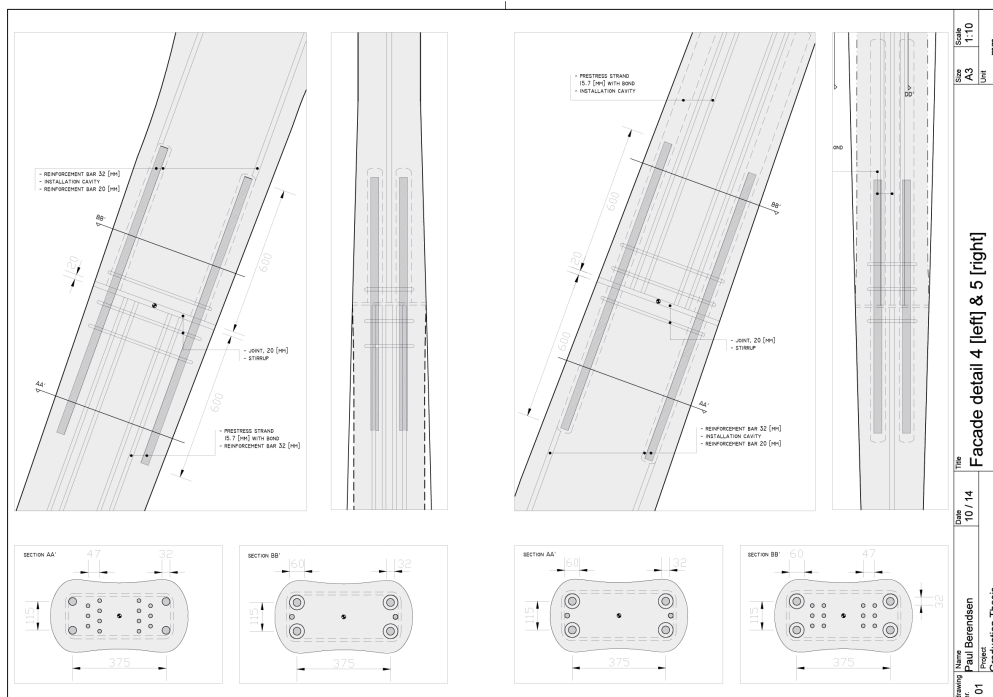 - REINFORCEMENT BAR 32 [MM]
- INSTALLATION CAVITY
- REINFORCEMENT BAR 20 [MM]
BB'
120
600
- JOINT, 20 [MM]
- STIRRUP
AA'
600
- PRESTRESS STRAND
15.7 [MM] WITH BOND
- REINFORCEMENT BAR 32 [MM]
- PRESTRESS STRAND
15.7 [MM] WITH BOND
- INSTALLATION CAVITY
600
BB'
120
600
- JOINT, 20 [MM]
- STIRRUP
AA'
- REINFORCEMENT BAR 32 [MM]
- INSTALLATION CAVITY
- REINFORCEMENT BAR 20 [MM]
OND
SECTION AA'
47
32
115
375
SECTION BB'
60
32
115
375
SECTION AA'
60
32
115
375
SECTION BB'
60
47
32
115
375
Scale
1:10
Size
A3
Unit
Title
Facade detail 4 [left] & 5 [right]
Date
10 / 14
Name
Paul Berendsen
Project
Graduation Thesis
Drawing
01